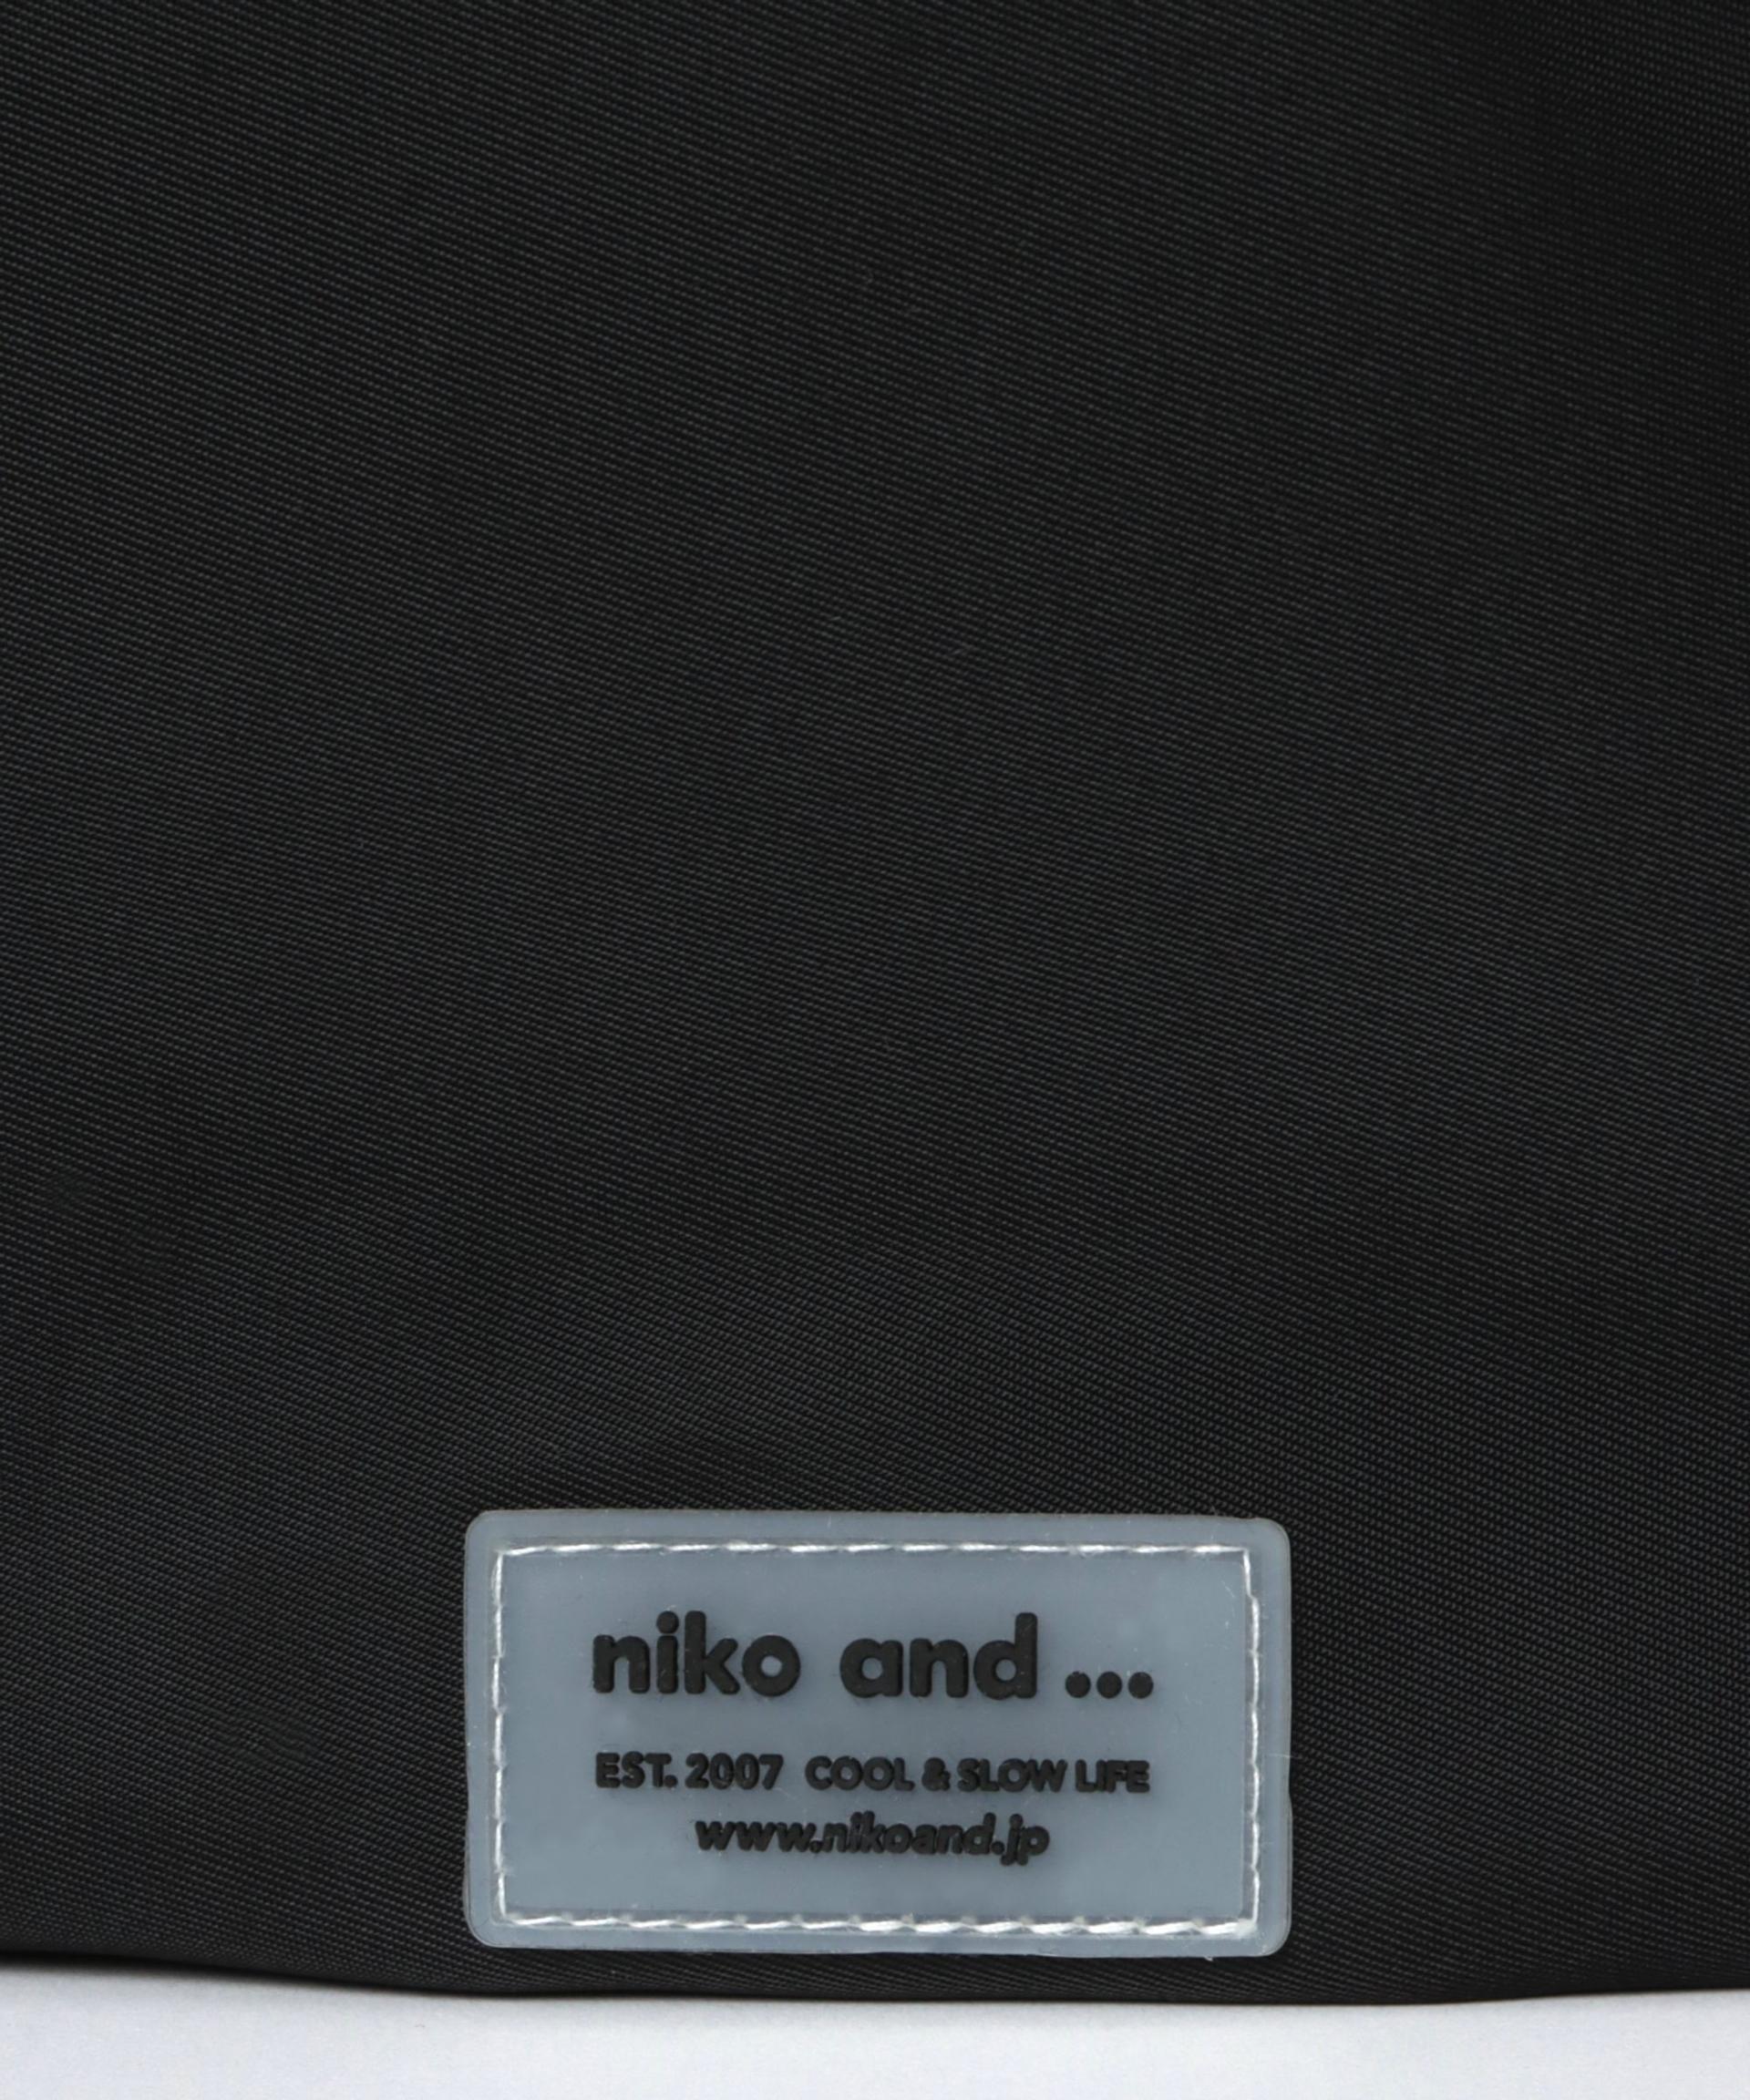 niko and ...
EST. 2007 COOL & SLOW LIFE
www.nikoand.jp